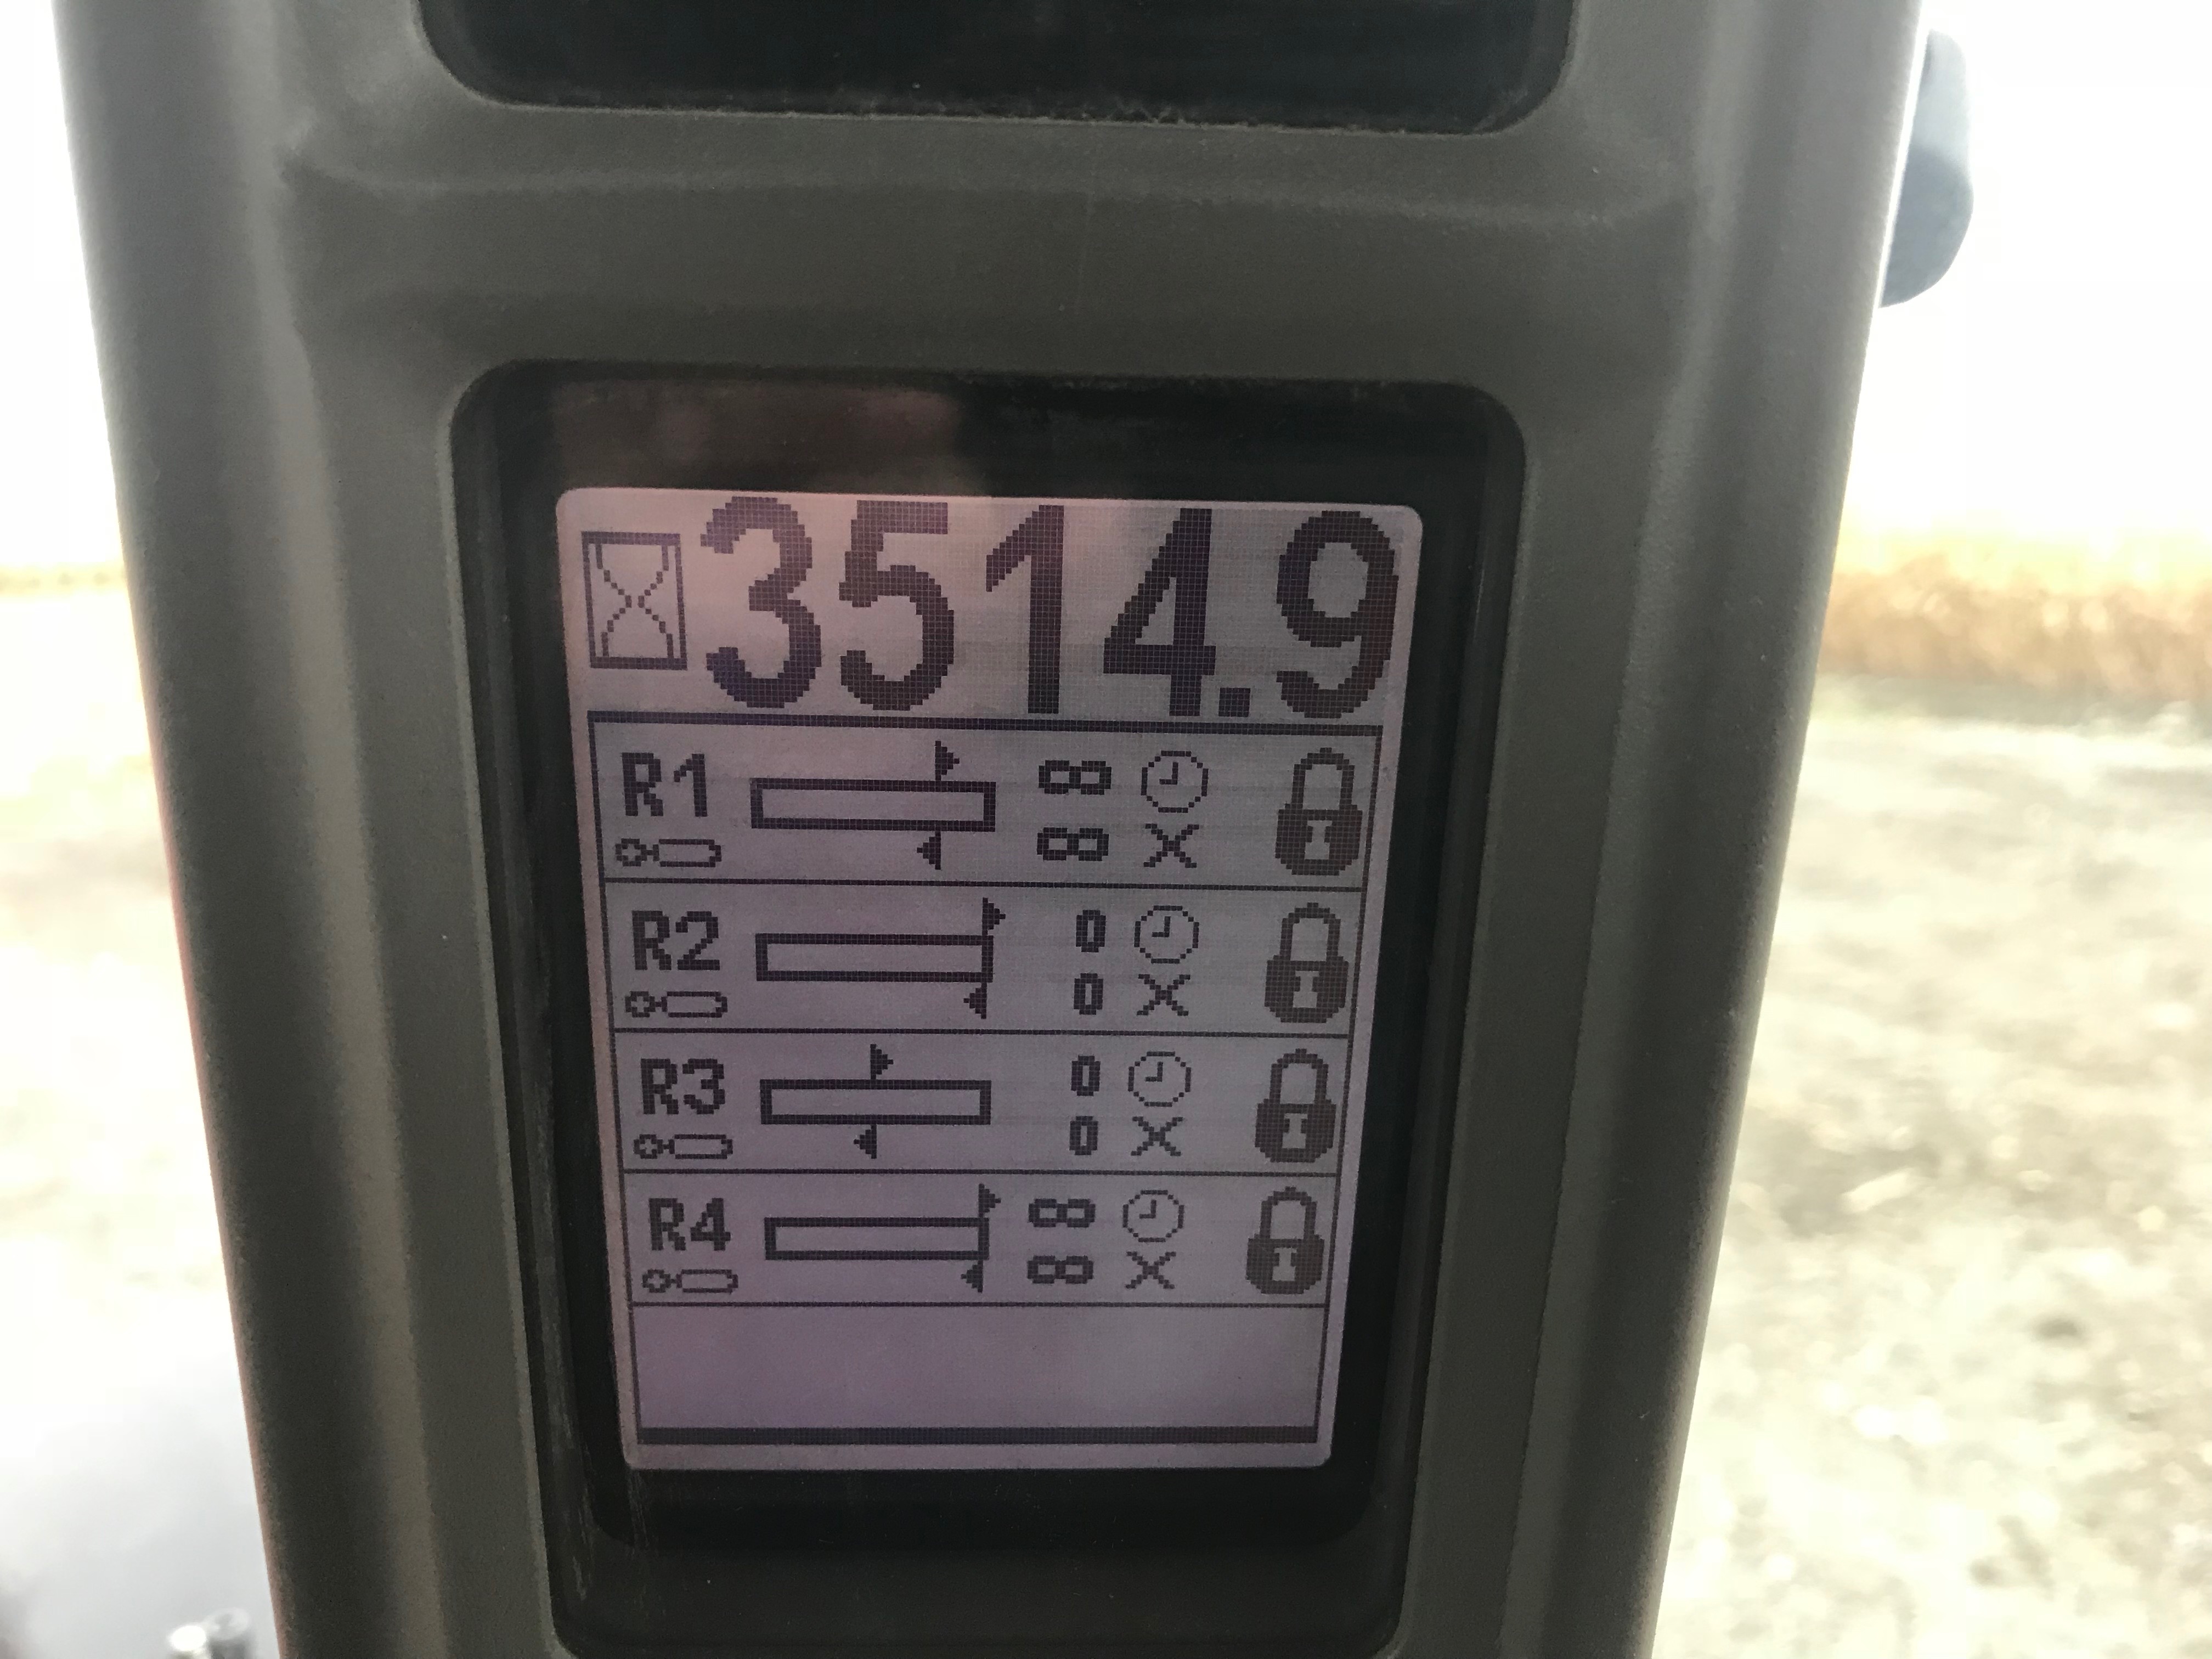 3514.9
R1 ∞
∞ X
R2 0
0 X
R3 0
0 X
R4 ∞
∞ X